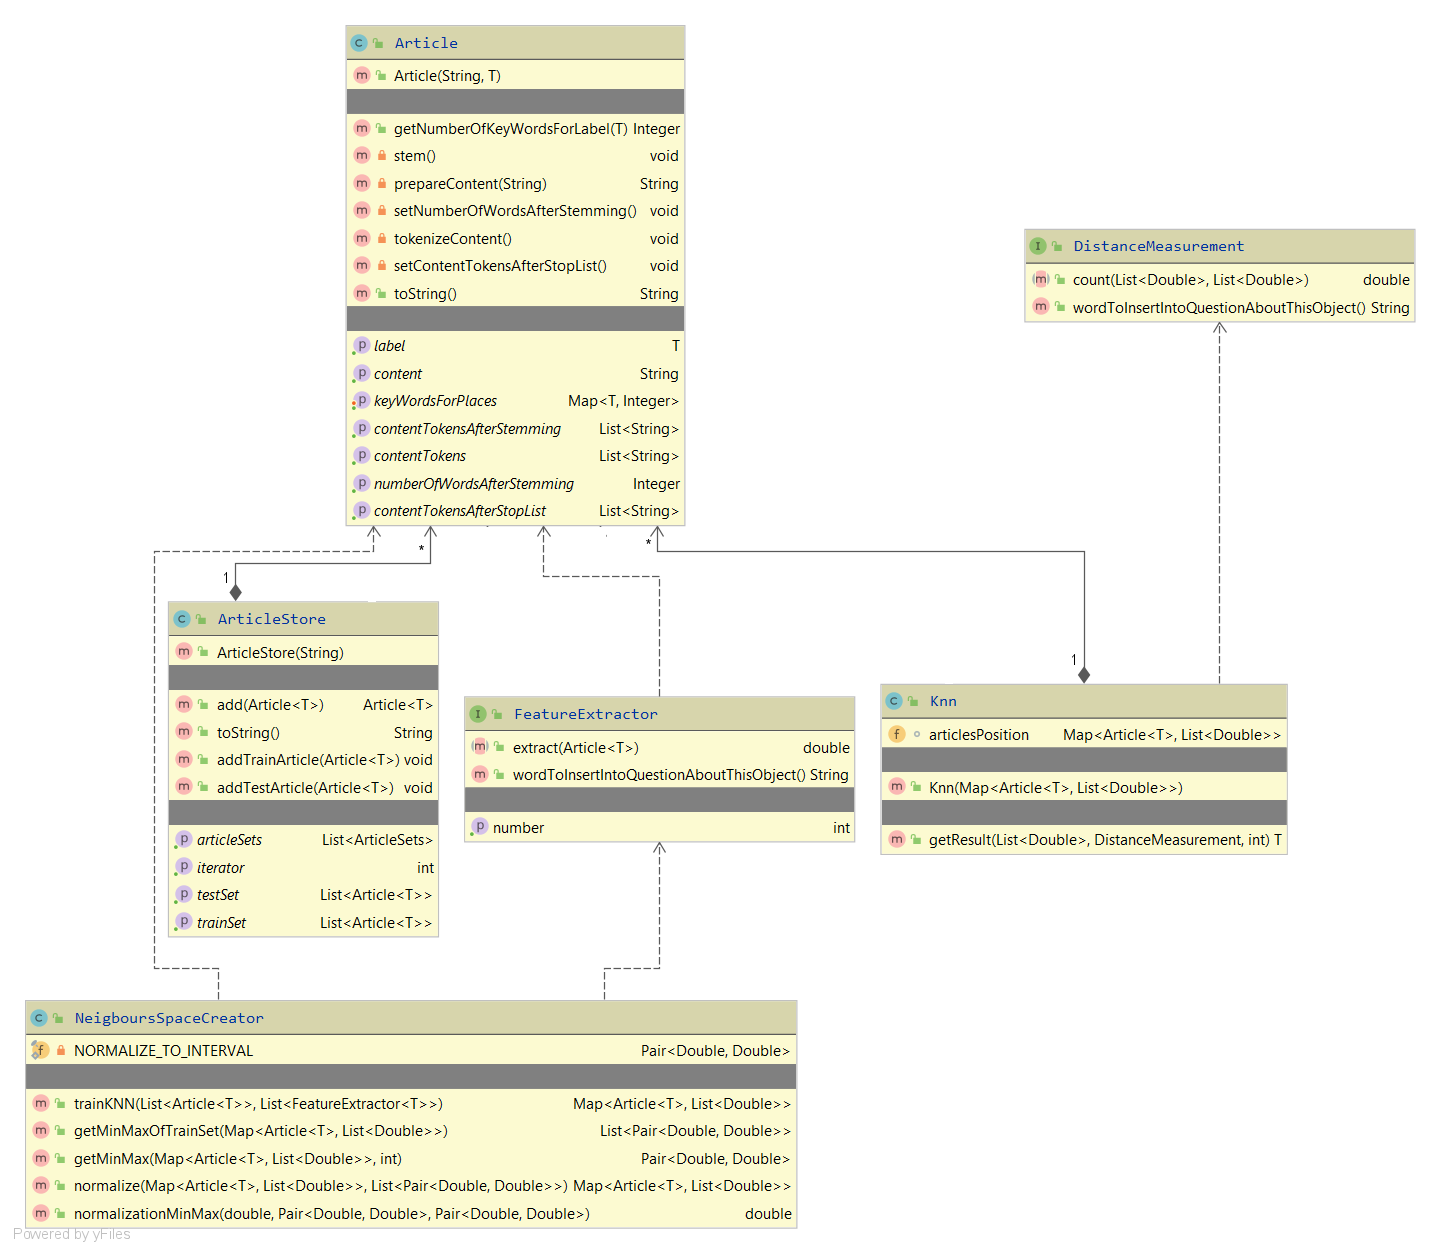 Article
Article(String, T)
getNumberOfKeyWordsForLabel(T) Integer
stem() void
prepareContent(String) String
setNumberOfWordsAfterStemming() void
tokenizeContent() void
setContentTokensAfterStopList() void
toString() String
label T
content String
keyWordsForPlaces Map<T, Integer>
contentTokensAfterStemming List<String>
contentTokens List<String>
numberOfWordsAfterStemming Integer
contentTokensAfterStopList List<String>
DistanceMeasurement
count(List<Double>, List<Double>) double
wordToInsertIntoQuestionAboutThisObject() String
*
*
1
1
ArticleStore
ArticleStore(String)
add(Article<T>) Article<T>
toString() String
addTrainArticle(Article<T>) void
addTestArticle(Article<T>) void
articleSets List<ArticleSets>
iterator int
testSet List<Article<T>>
trainSet List<Article<T>>
FeatureExtractor
extract(Article<T>) double
wordToInsertIntoQuestionAboutThisObject() String
number int
Knn
articlesPosition Map<Article<T>, List<Double>>
Knn(Map<Article<T>, List<Double>>)
getResult(List<Double>, DistanceMeasurement, int) T
NeigboursSpaceCreator
NORMALIZE_TO_INTERVAL Pair<Double, Double>
trainKNN(List<Article<T>>, List<FeatureExtractor<T>>) Map<Article<T>, List<Double>>
getMinMaxOfTrainSet(Map<Article<T>, List<Double>>) List<Pair<Double, Double>>
getMinMax(Map<Article<T>, List<Double>>, int) Pair<Double, Double>
normalize(Map<Article<T>, List<Double>>, List<Pair<Double, Double>>) Map<Article<T>, List<Double>>
normalizationMinMax(double, Pair<Double, Double>, Pair<Double, Double>) double
Powered by yFiles